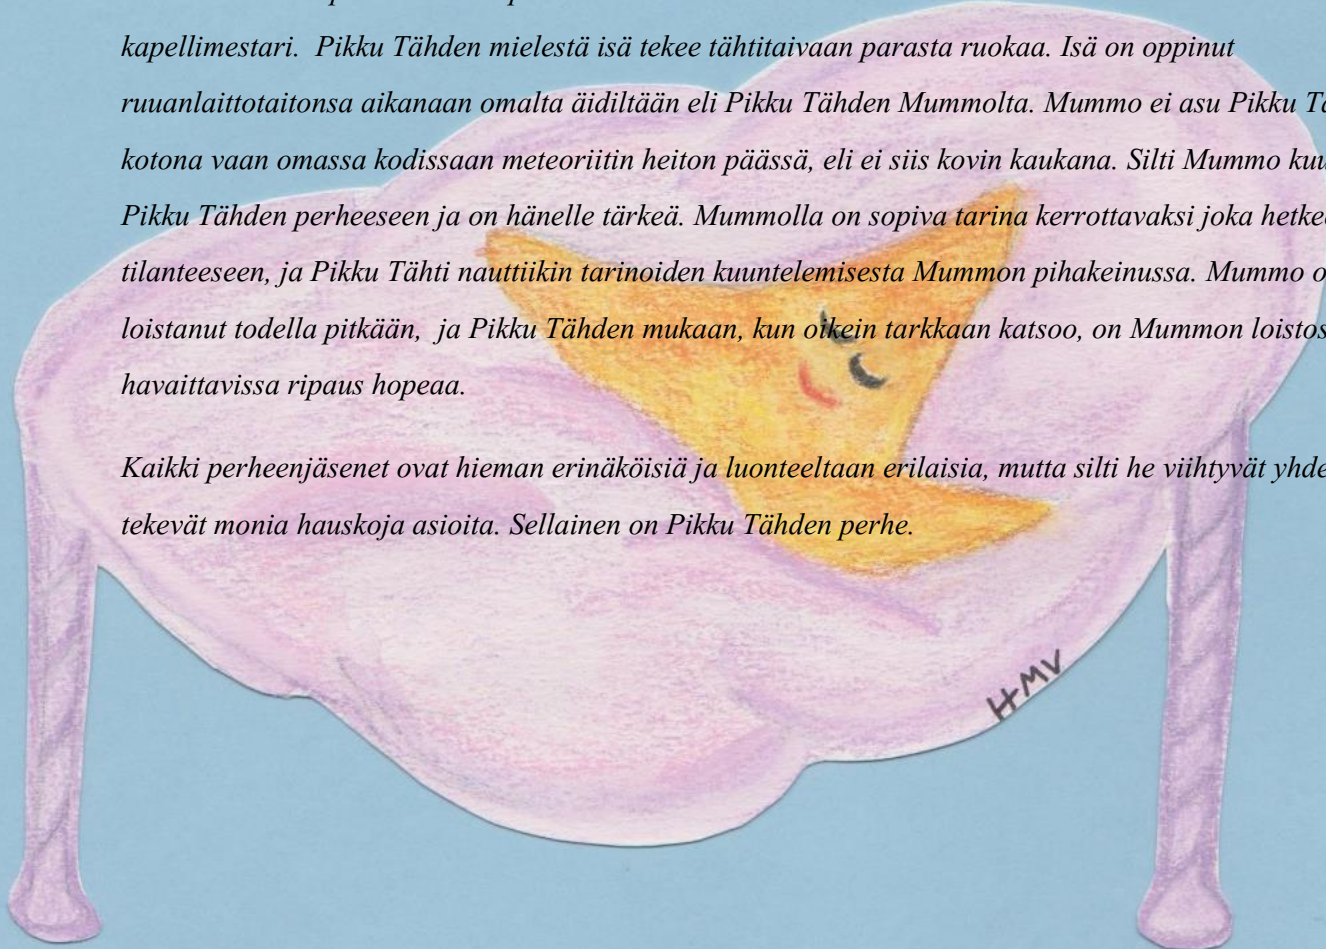 kapellimestari. Pikku Tähden mielestä isä tekee tähtitaivaan parasta ruokaa. Isä on oppinut
ruuanlaittotaitonsa aikanaan omalta äidiltään eli Pikku Tähden Mummolta. Mummo ei asu Pikku
kotona vaan omassa kodissaan meteoriitin heiton päässä, eli ei siis kovin kaukana. Silti Mummo
Pikku Tähden perheeseen ja on hänelle tärkeä. Mummolla on sopiva tarina kerrottavaksi joka
tilanteeseen, ja Pikku Tähti nauttiikin tarinoiden kuuntelemisesta Mummon pihakeinussa. Mummo
loistanut todella pitkään, ja Pikku Tähden mukaan, kun oikein tarkkaan katsoo, on Mummon
havaittavissa ripaus hopeaa.
Kaikki perheenjäsenet ovat hieman erinäköisiä ja luonteeltaan erilaisia, mutta silti he viihtyvät
tekevät monia hauskoja asioita. Sellainen on Pikku Tähden perhe.
HMV